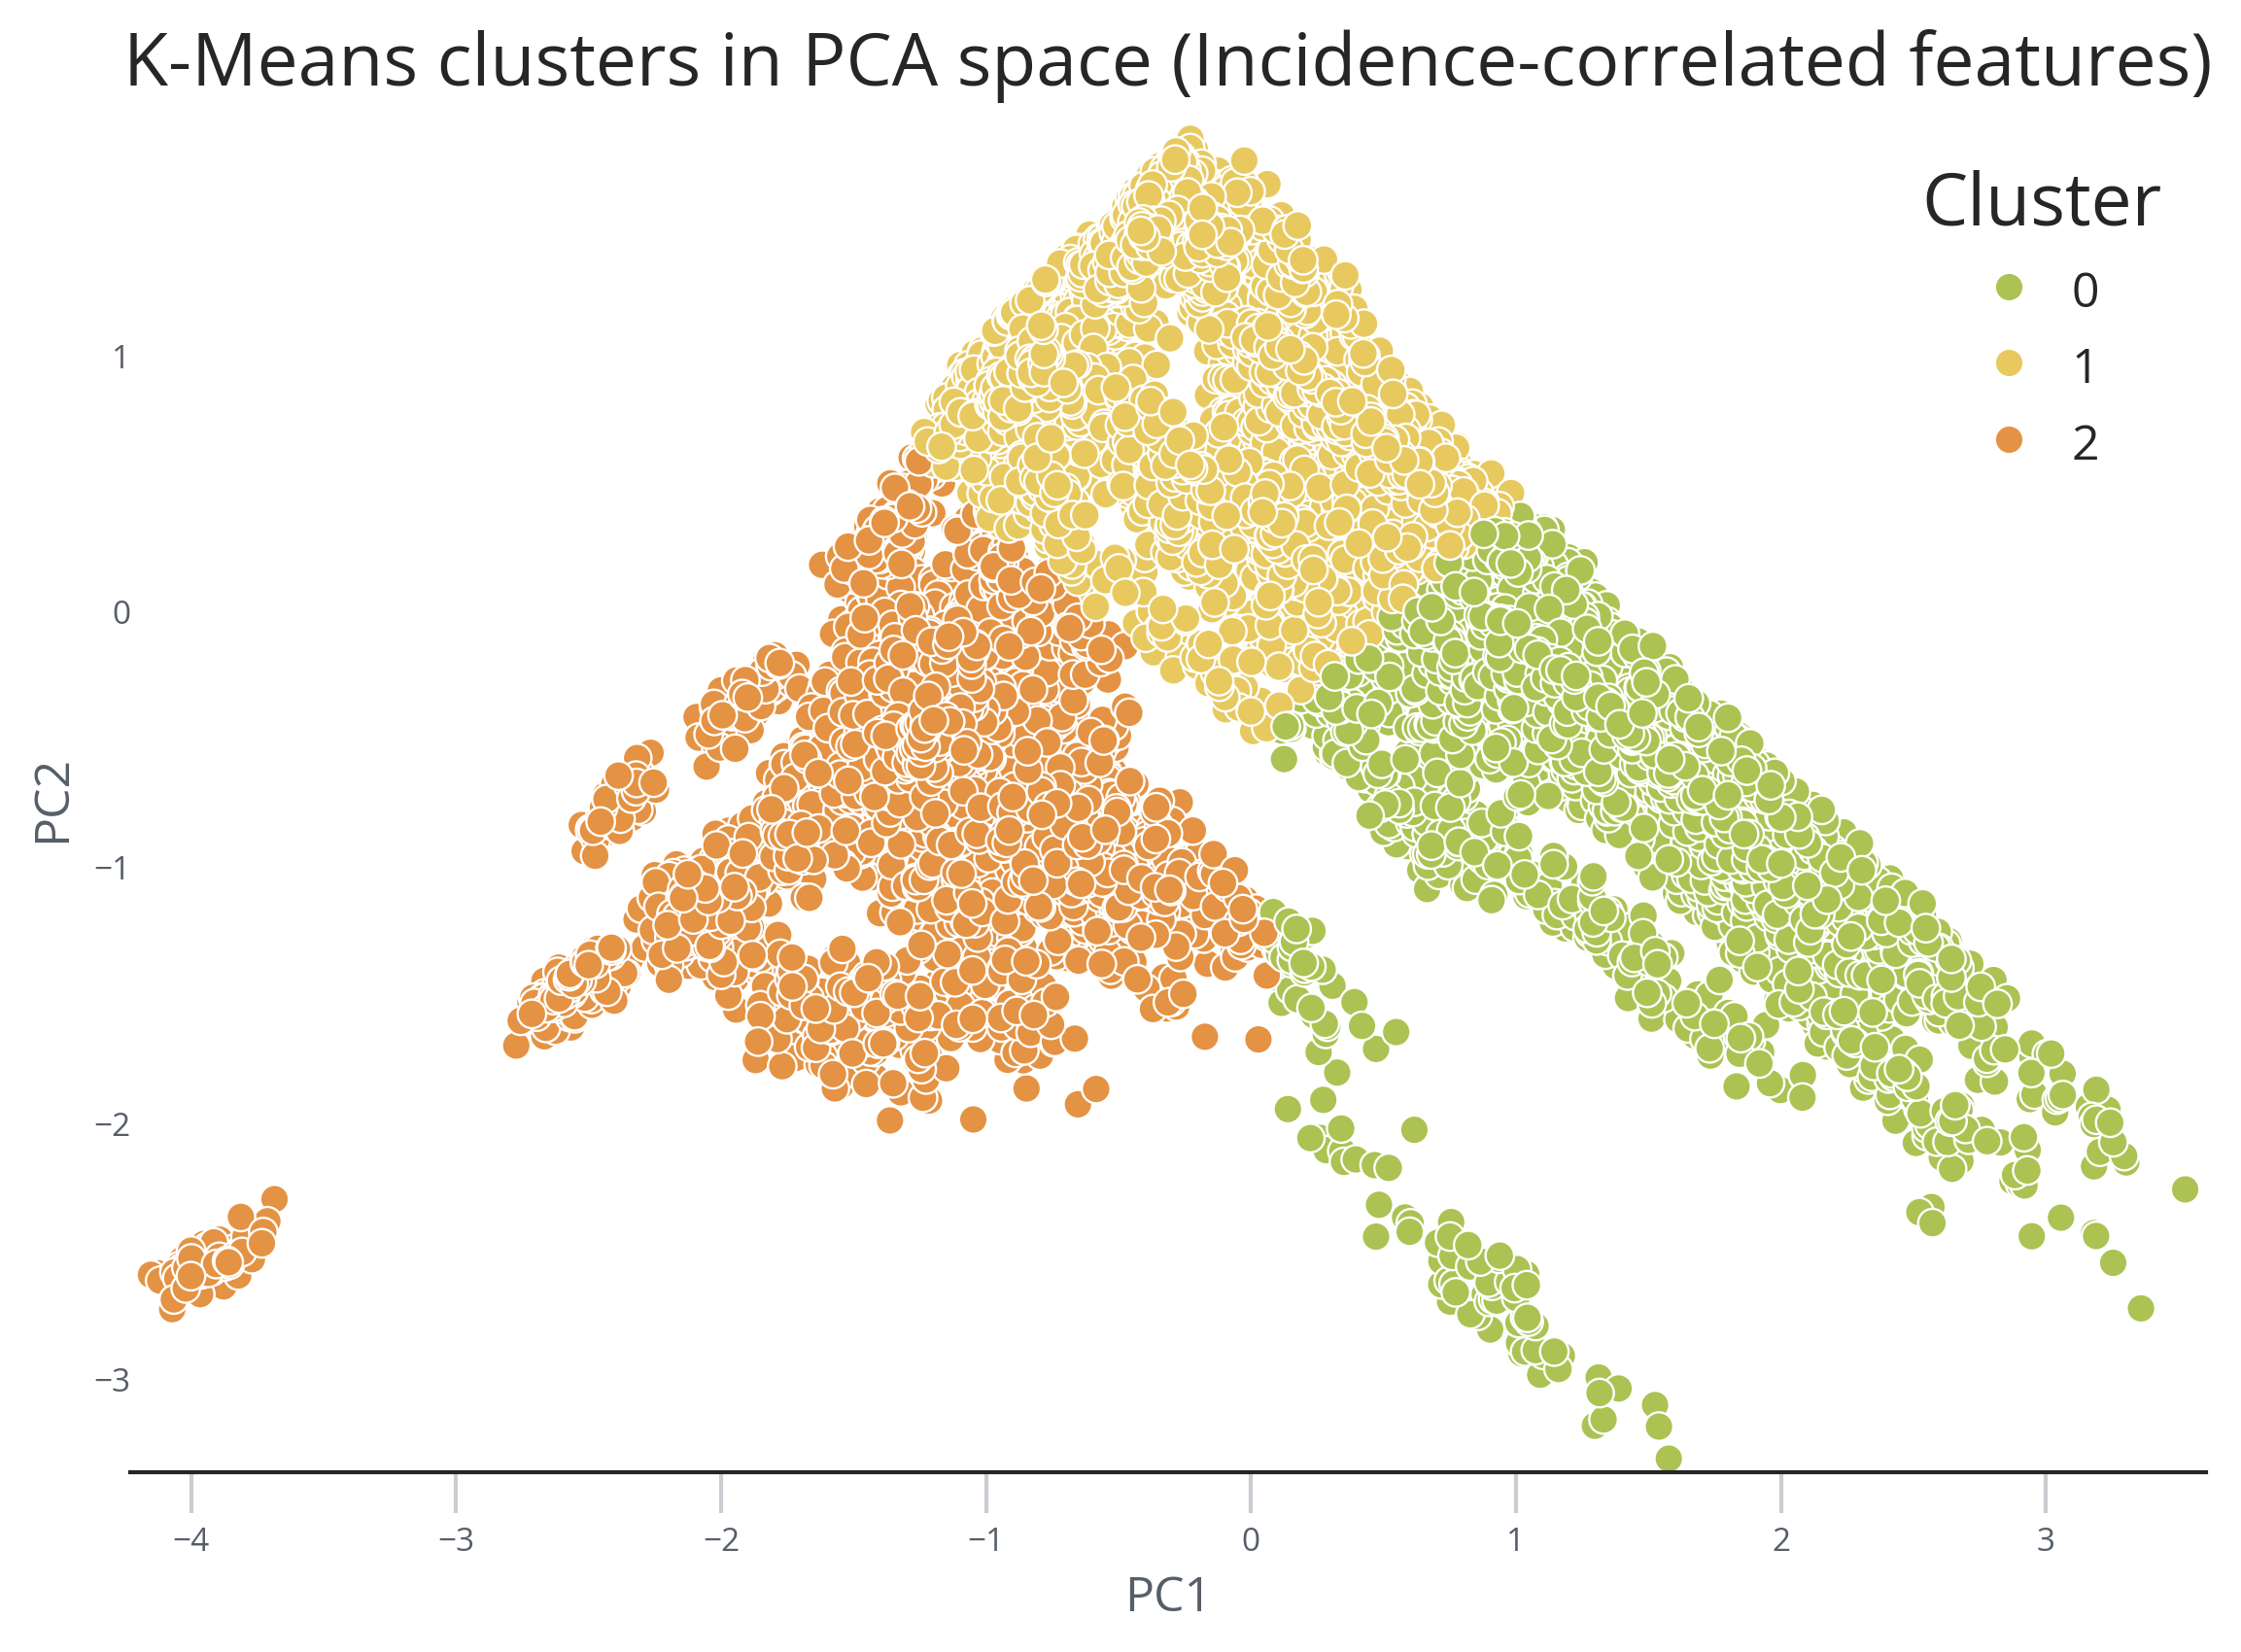 K-Means clusters in PCA space (Incidence-correlated features)
Cluster
0
1
2
1
0
−1
−2
−3
PC2
−4 −3 −2 −1 0 1 2 3
PC1